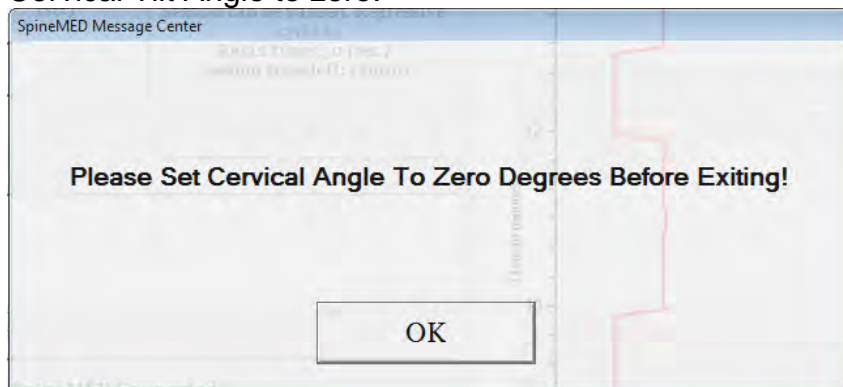 Cervical Tilt Angle to zero.
SpineMED Message Center
Please Set Cervical Angle To Zero Degrees Before Exiting!
OK